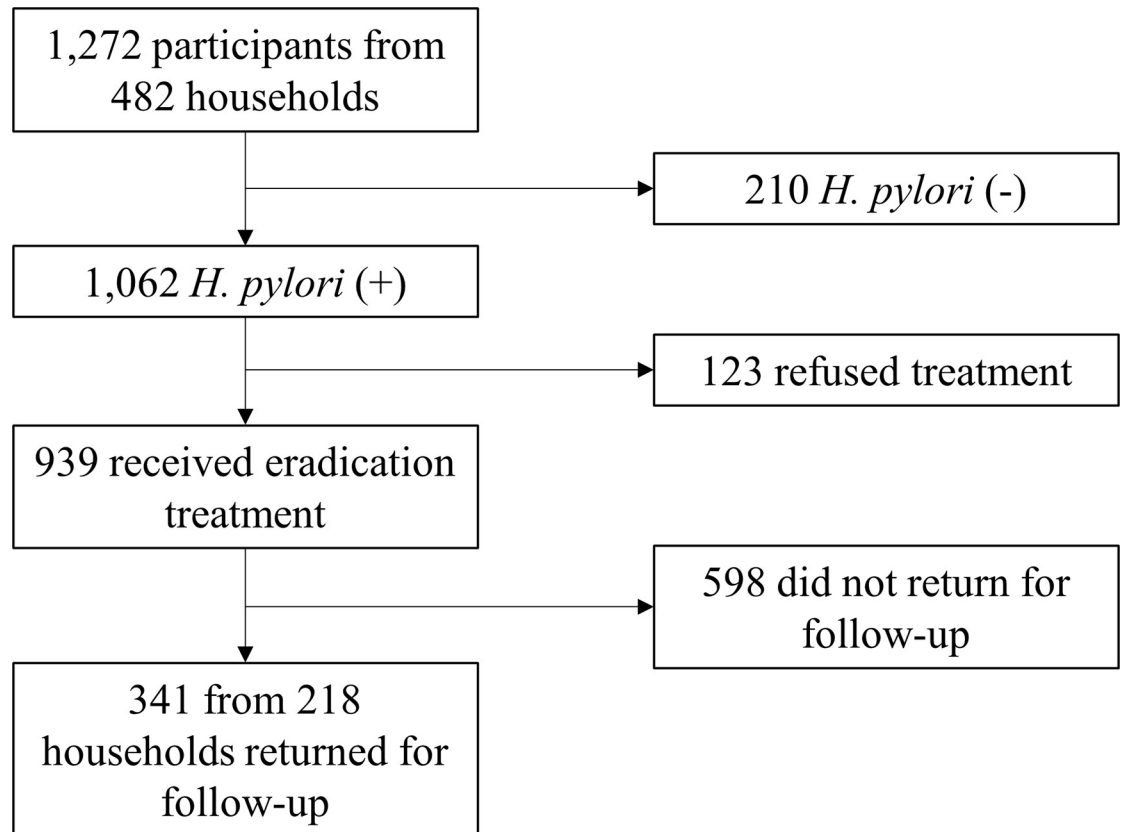 1,272 participants from
482 households
210 H. pylori (-)
1,062 H. pylori (+)
123 refused treatment
939 received eradication
treatment
598 did not return for
follow-up
341 from 218
households returned for
follow-up